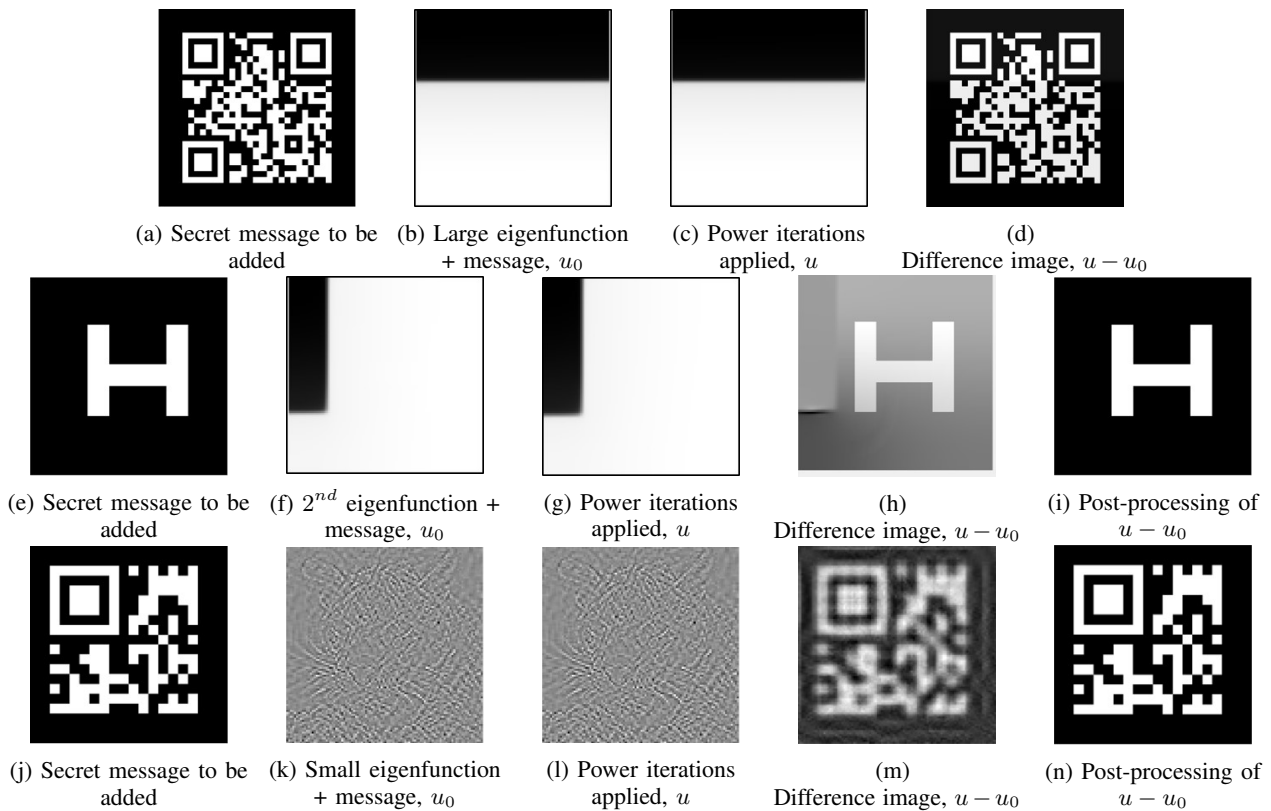 (a) Secret message to be
added
(b) Large eigenfunction
+ message, u₀
(c) Power iterations
applied, u
(d)
Difference image, u − u₀
(e) Secret message to be
added
(f) 2ⁿᵈ eigenfunction +
message, u₀
(g) Power iterations
applied, u
(h)
Difference image, u − u₀
(i) Post-processing of
u − u₀
(j) Secret message to be
added
(k) Small eigenfunction
+ message, u₀
(l) Power iterations
applied, u
(m)
Difference image, u − u₀
(n) Post-processing of
u − u₀
H
H
H